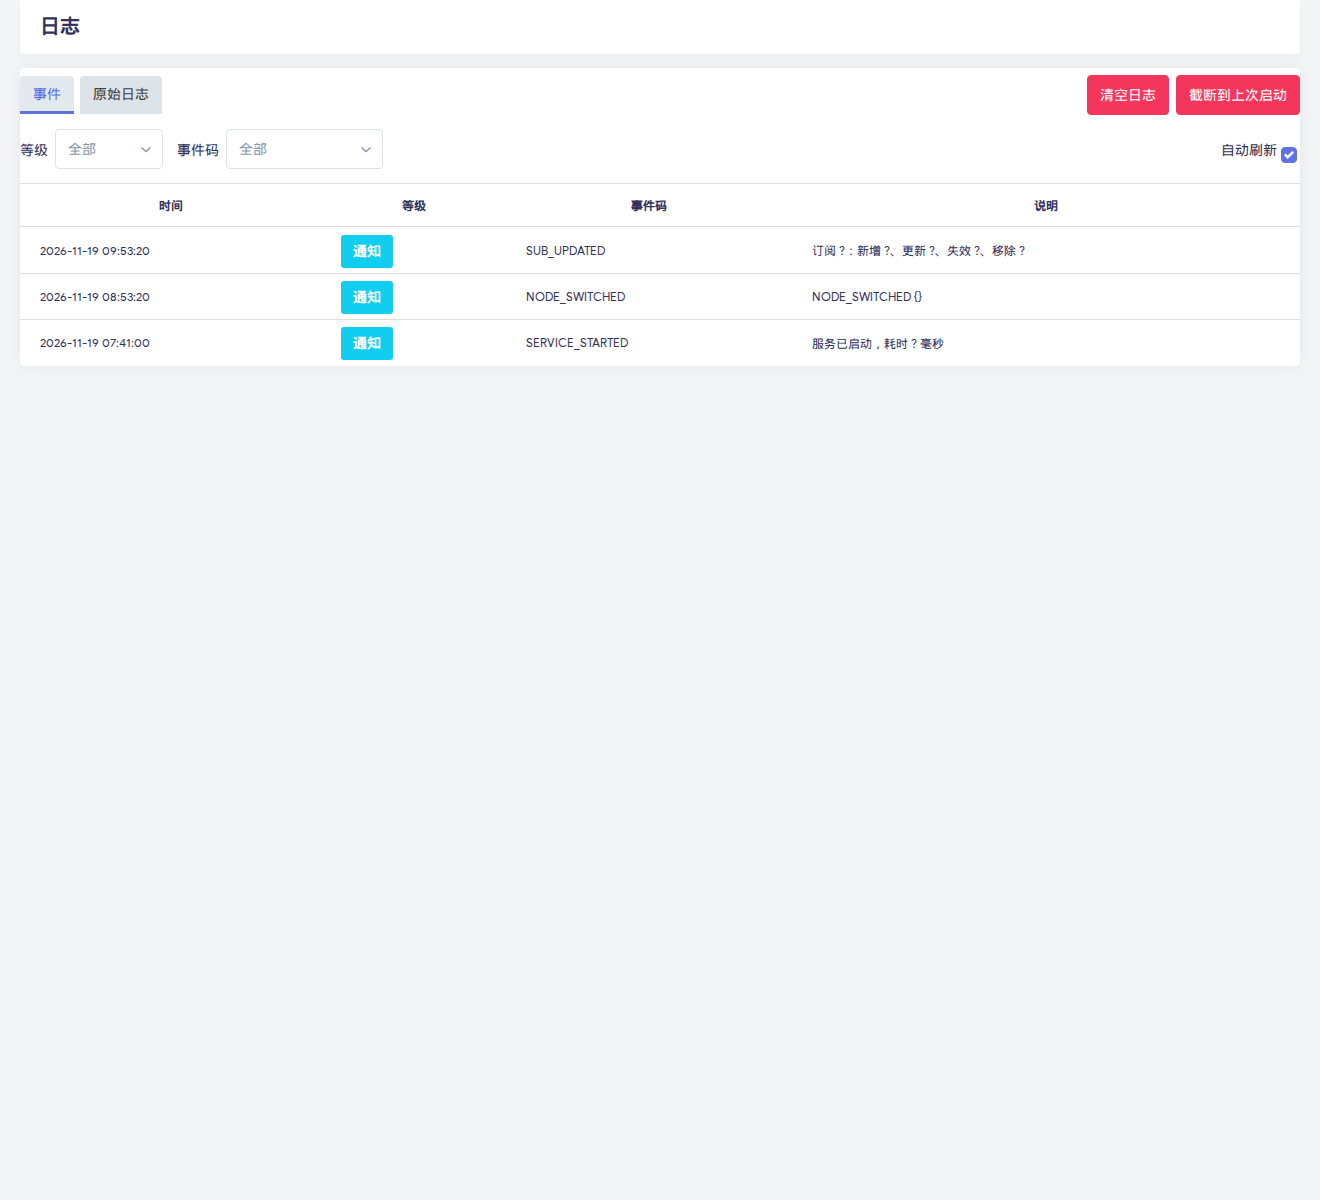 日志
事件 原始日志 清空日志 截断到上次启动
等级 全部 事件码 全部 自动刷新
时间 等级 事件码 说明
2026-11-19 09:53:20 通知 SUB_UPDATED 订阅 ?：新增 ?、更新 ?、失效 ?、移除 ?
2026-11-19 08:53:20 通知 NODE_SWITCHED NODE_SWITCHED {}
2026-11-19 07:41:00 通知 SERVICE_STARTED 服务已启动，耗时 ? 毫秒